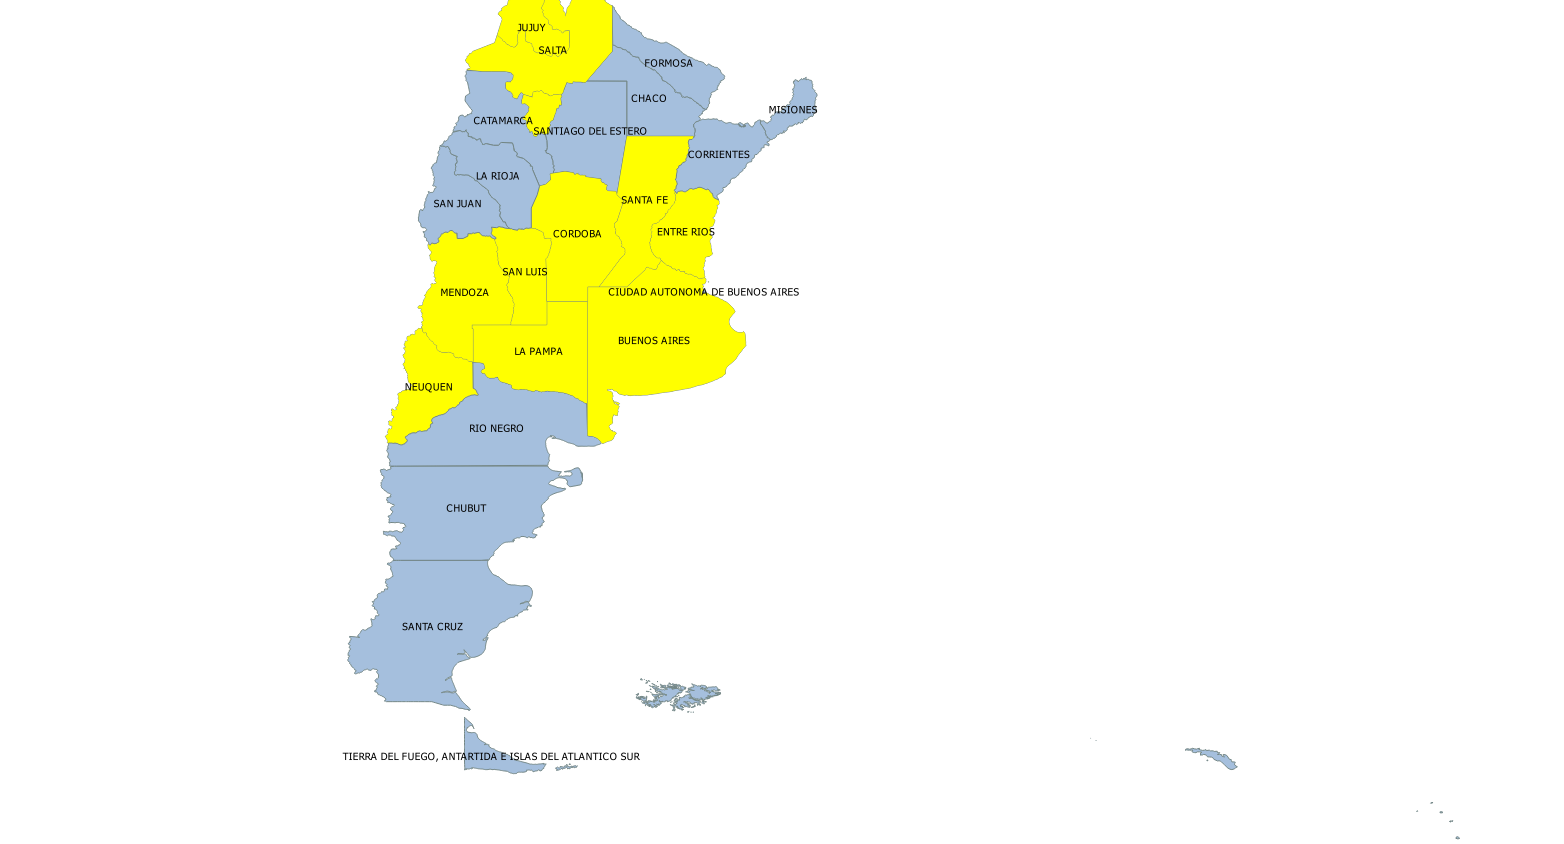 JUJUY
SALTA
FORMOSA
CHACO
MISIONES
CATAMARCA
SANTIAGO DEL ESTERO
CORRIENTES
LA RIOJA
SANTA FE
SAN JUAN
ENTRE RIOS
CORDOBA
SAN LUIS
MENDOZA
CIUDAD AUTONOMA DE BUENOS AIRES
BUENOS AIRES
LA PAMPA
NEUQUEN
RIO NEGRO
CHUBUT
SANTA CRUZ
TIERRA DEL FUEGO, ANTARTIDA E ISLAS DEL ATLANTICO SUR